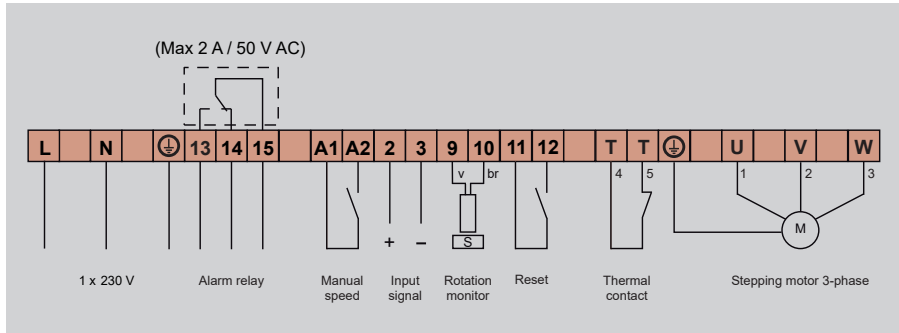 (Max 2 A / 50 V AC)
L N 13 14 15 A1 A2 2 3 9 10 11 12 T T U V W
v br 4 5 1 2 3
+ – S M
1 x 230 V Alarm relay Manual speed Input signal Rotation monitor Reset Thermal contact Stepping motor 3-phase